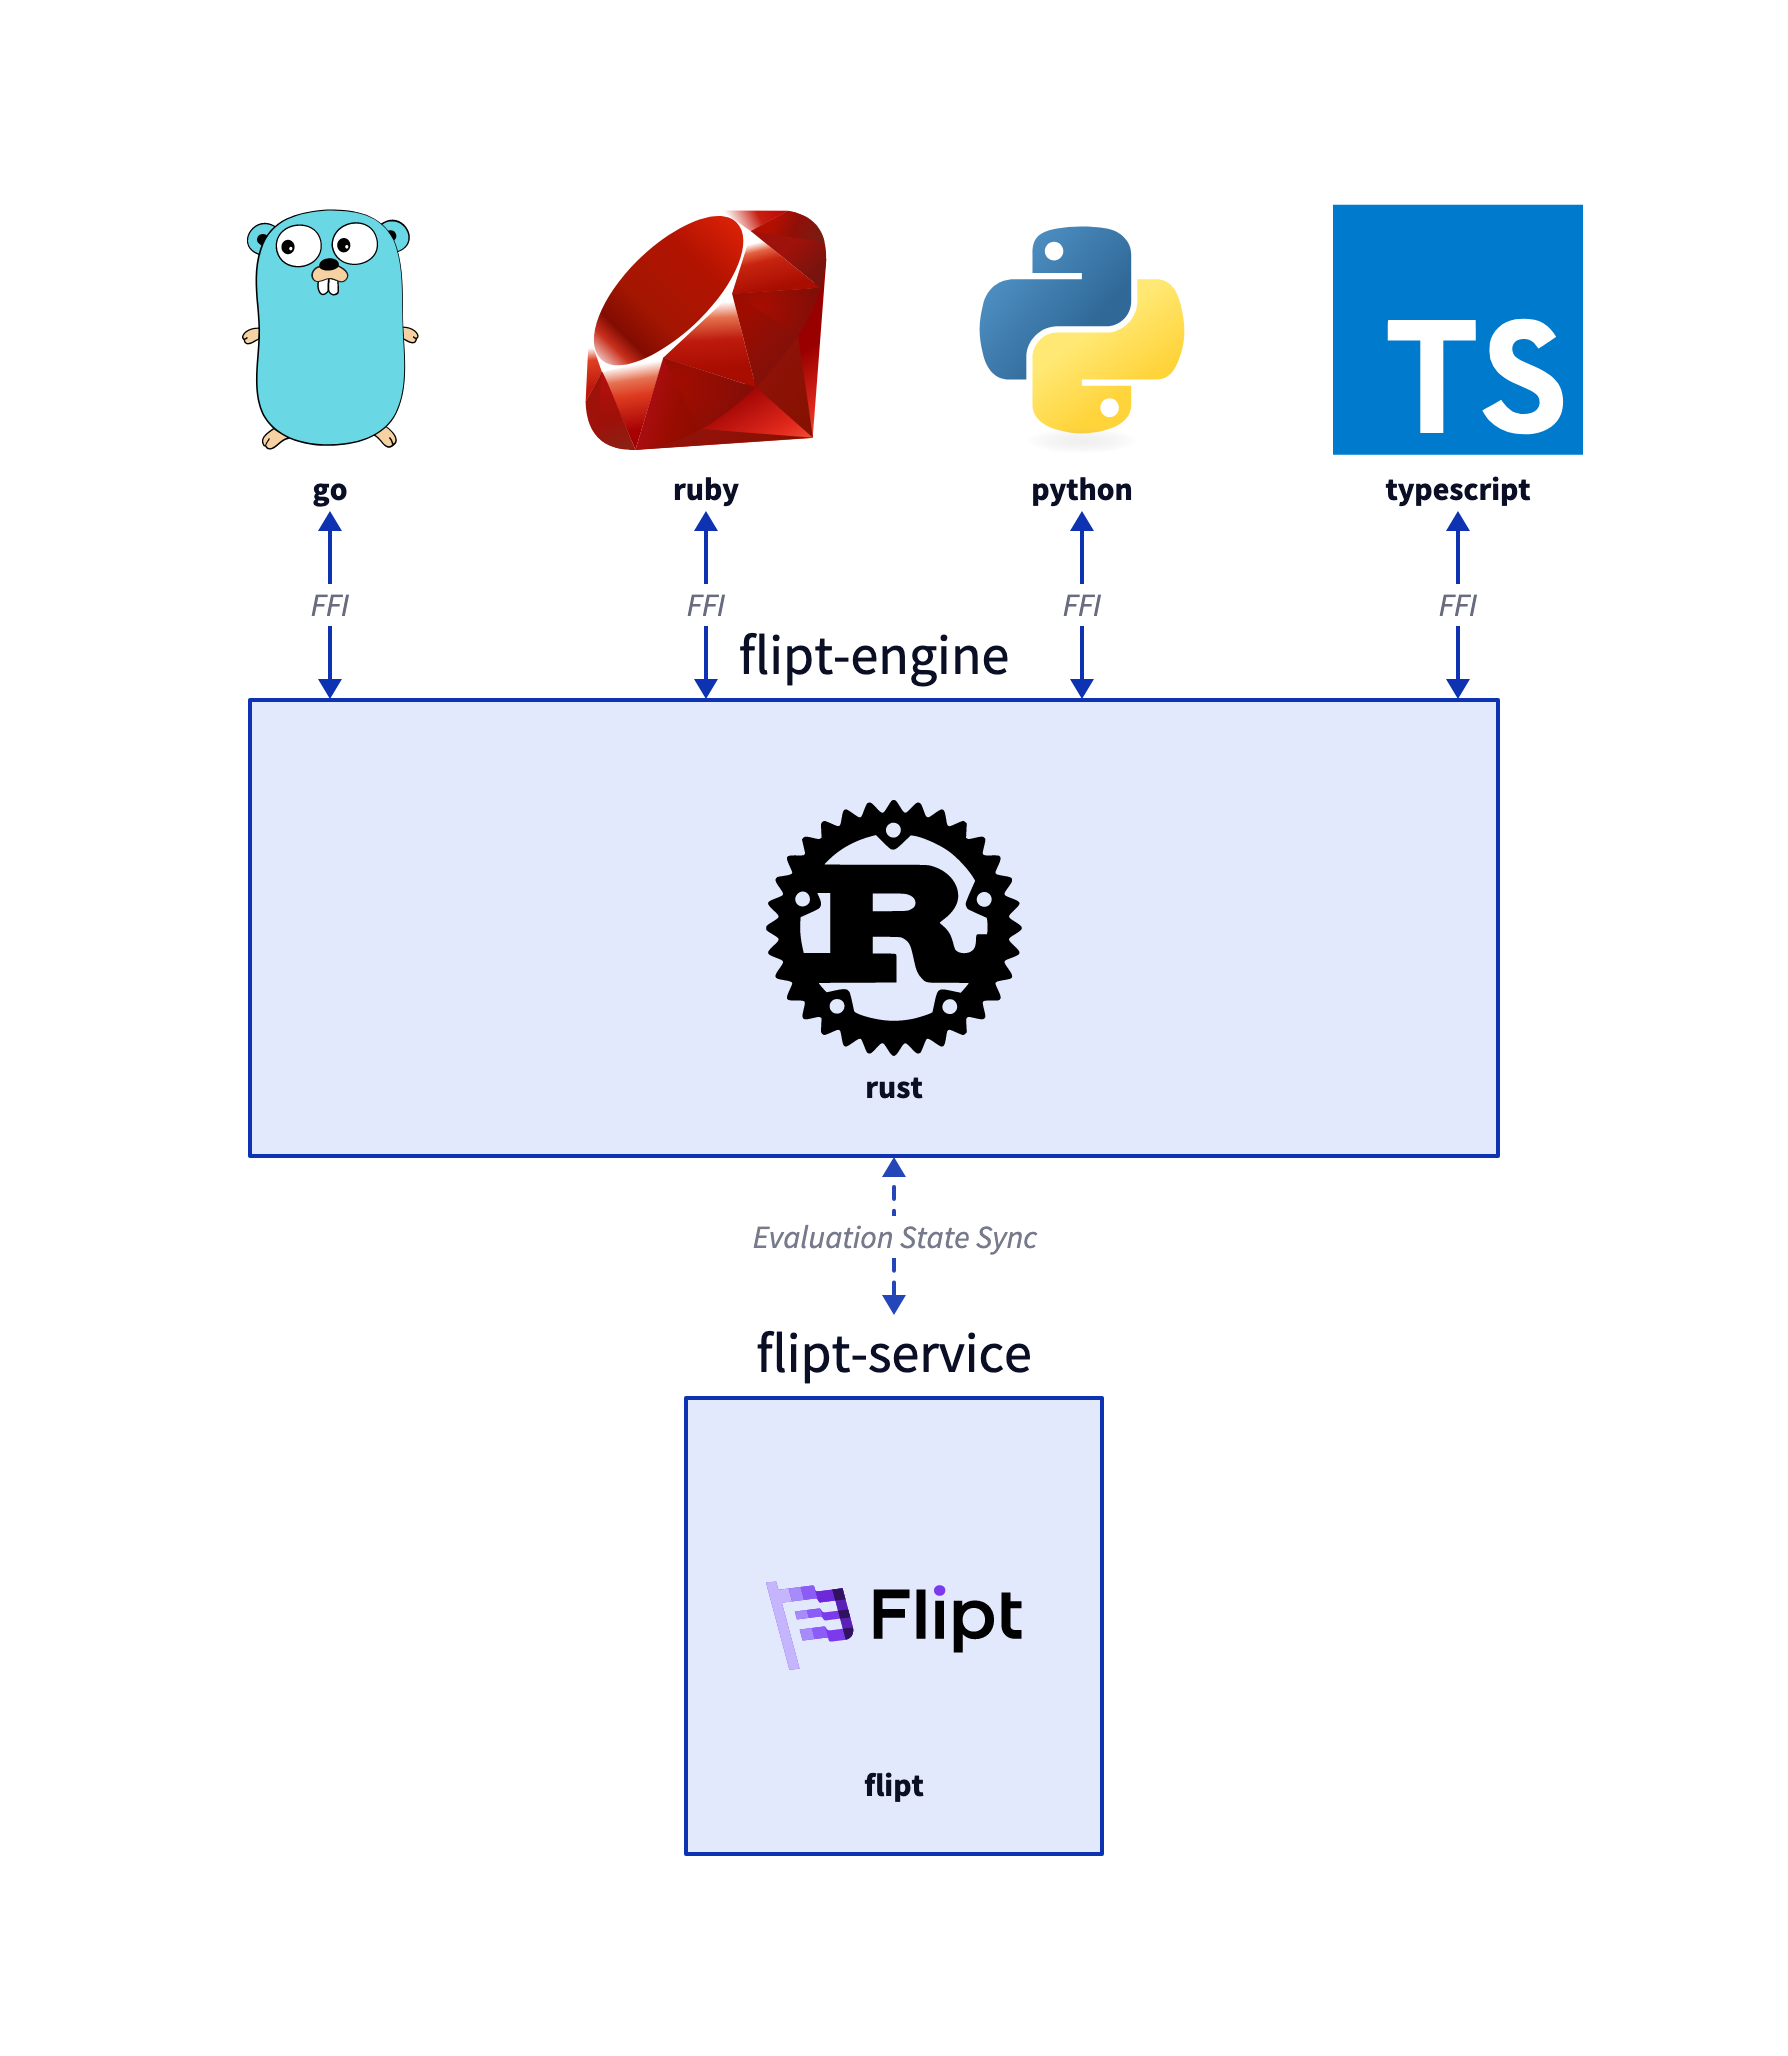 TS
go
ruby
python
typescript
FFI
FFI
FFI
FFI
flipt-engine
R
rust
Evaluation State Sync
flipt-service
Flipt
flipt